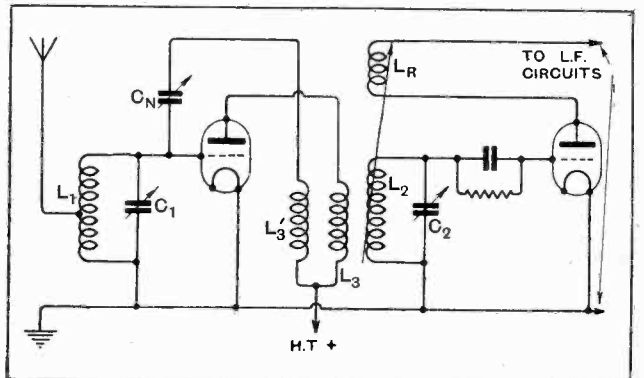 C_N
L_R
TO L.F.
CIRCUITS
L_1
C_1
L_3'
L_3
L_2
C_2
H.T +